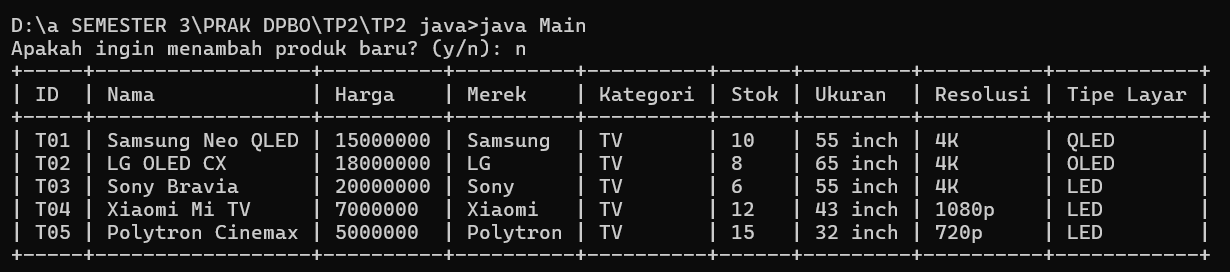 D:\a SEMESTER 3\PRAK DPBO\TP2\TP2 java>java Main
Apakah ingin menambah produk baru? (y/n): n
+-----+-------------------+----------+----------+----------+------+---------+----------+------------+
| ID  | Nama              | Harga    | Merek    | Kategori | Stok | Ukuran  | Resolusi | Tipe Layar |
+-----+-------------------+----------+----------+----------+------+---------+----------+------------+
| T01 | Samsung Neo QLED | 15000000 | Samsung  | TV       | 10   | 55 inch | 4K       | QLED       |
| T02 | LG OLED CX       | 18000000 | LG       | TV       | 8    | 65 inch | 4K       | OLED       |
| T03 | Sony Bravia      | 20000000 | Sony     | TV       | 6    | 55 inch | 4K       | LED        |
| T04 | Xiaomi Mi TV     | 7000000  | Xiaomi   | TV       | 12   | 43 inch | 1080p    | LED        |
| T05 | Polytron Cinemax | 5000000  | Polytron | TV       | 15   | 32 inch | 720p     | LED        |
+-----+-------------------+----------+----------+----------+------+---------+----------+------------+